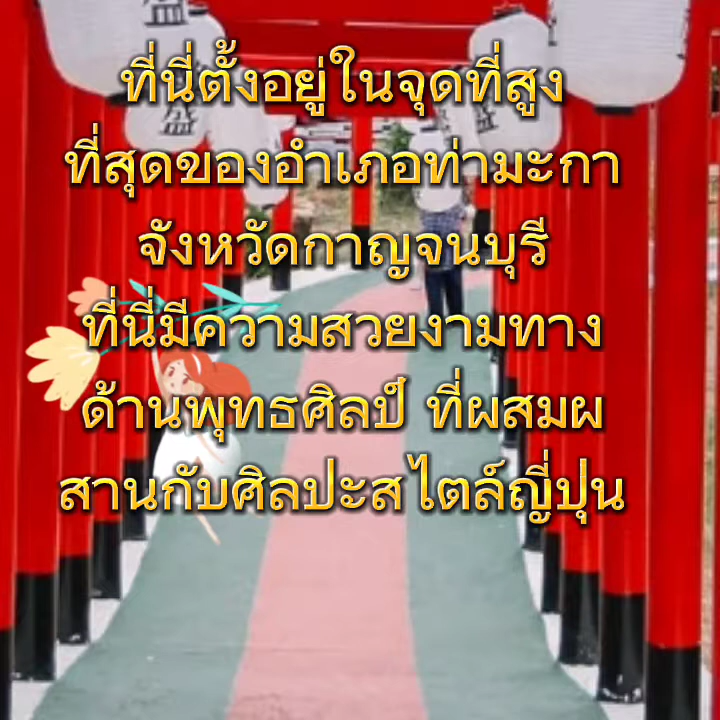 ที่นี่ตั้งอยู่ในจุดที่สูง
ที่สุดของอำเภอท่ามะกา
จังหวัดกาญจนบุรี
ที่นี่มีความสวยงามทาง
ด้านพุทธศิลป์ ที่ผสมผ
สานกับศิลปะสไตล์ญี่ปุ่น